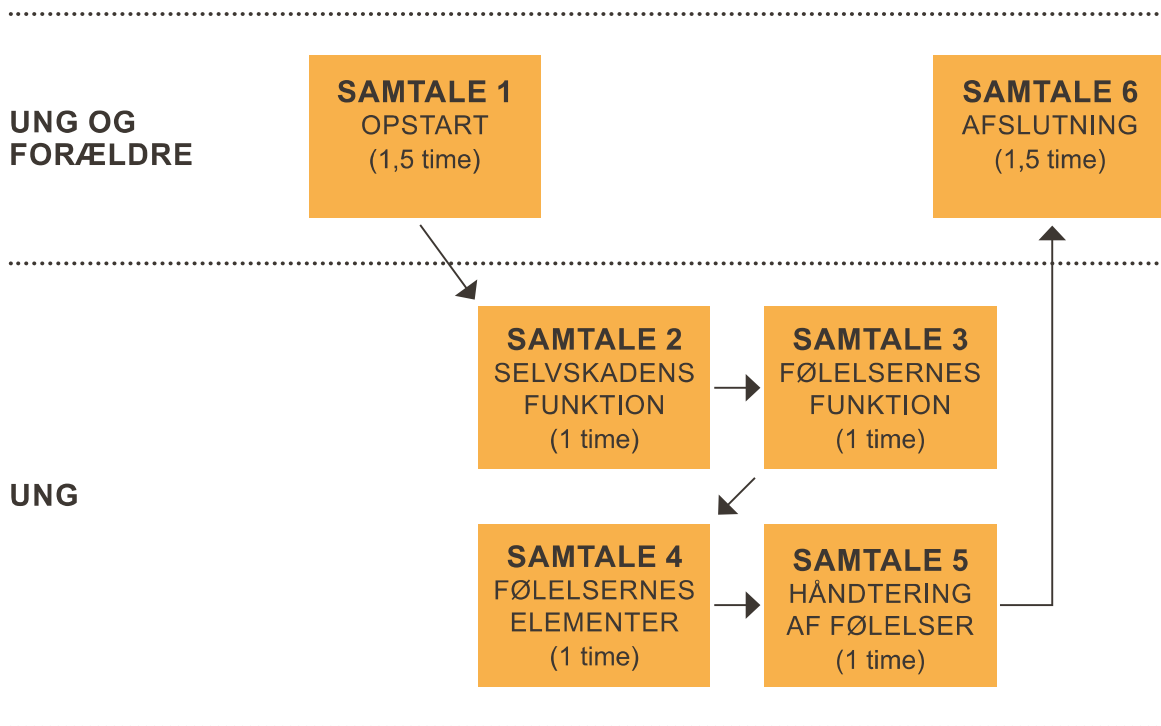 UNG OG
FORÆLDRE
SAMTALE 1
OPSTART
(1,5 time)
SAMTALE 6
AFSLUTNING
(1,5 time)
UNG
SAMTALE 2
SELVSKADENS
FUNKTION
(1 time)
SAMTALE 3
FØLELSERNES
FUNKTION
(1 time)
SAMTALE 4
FØLELSERNES
ELEMENTER
(1 time)
SAMTALE 5
HÅNDTERING
AF FØLELSER
(1 time)